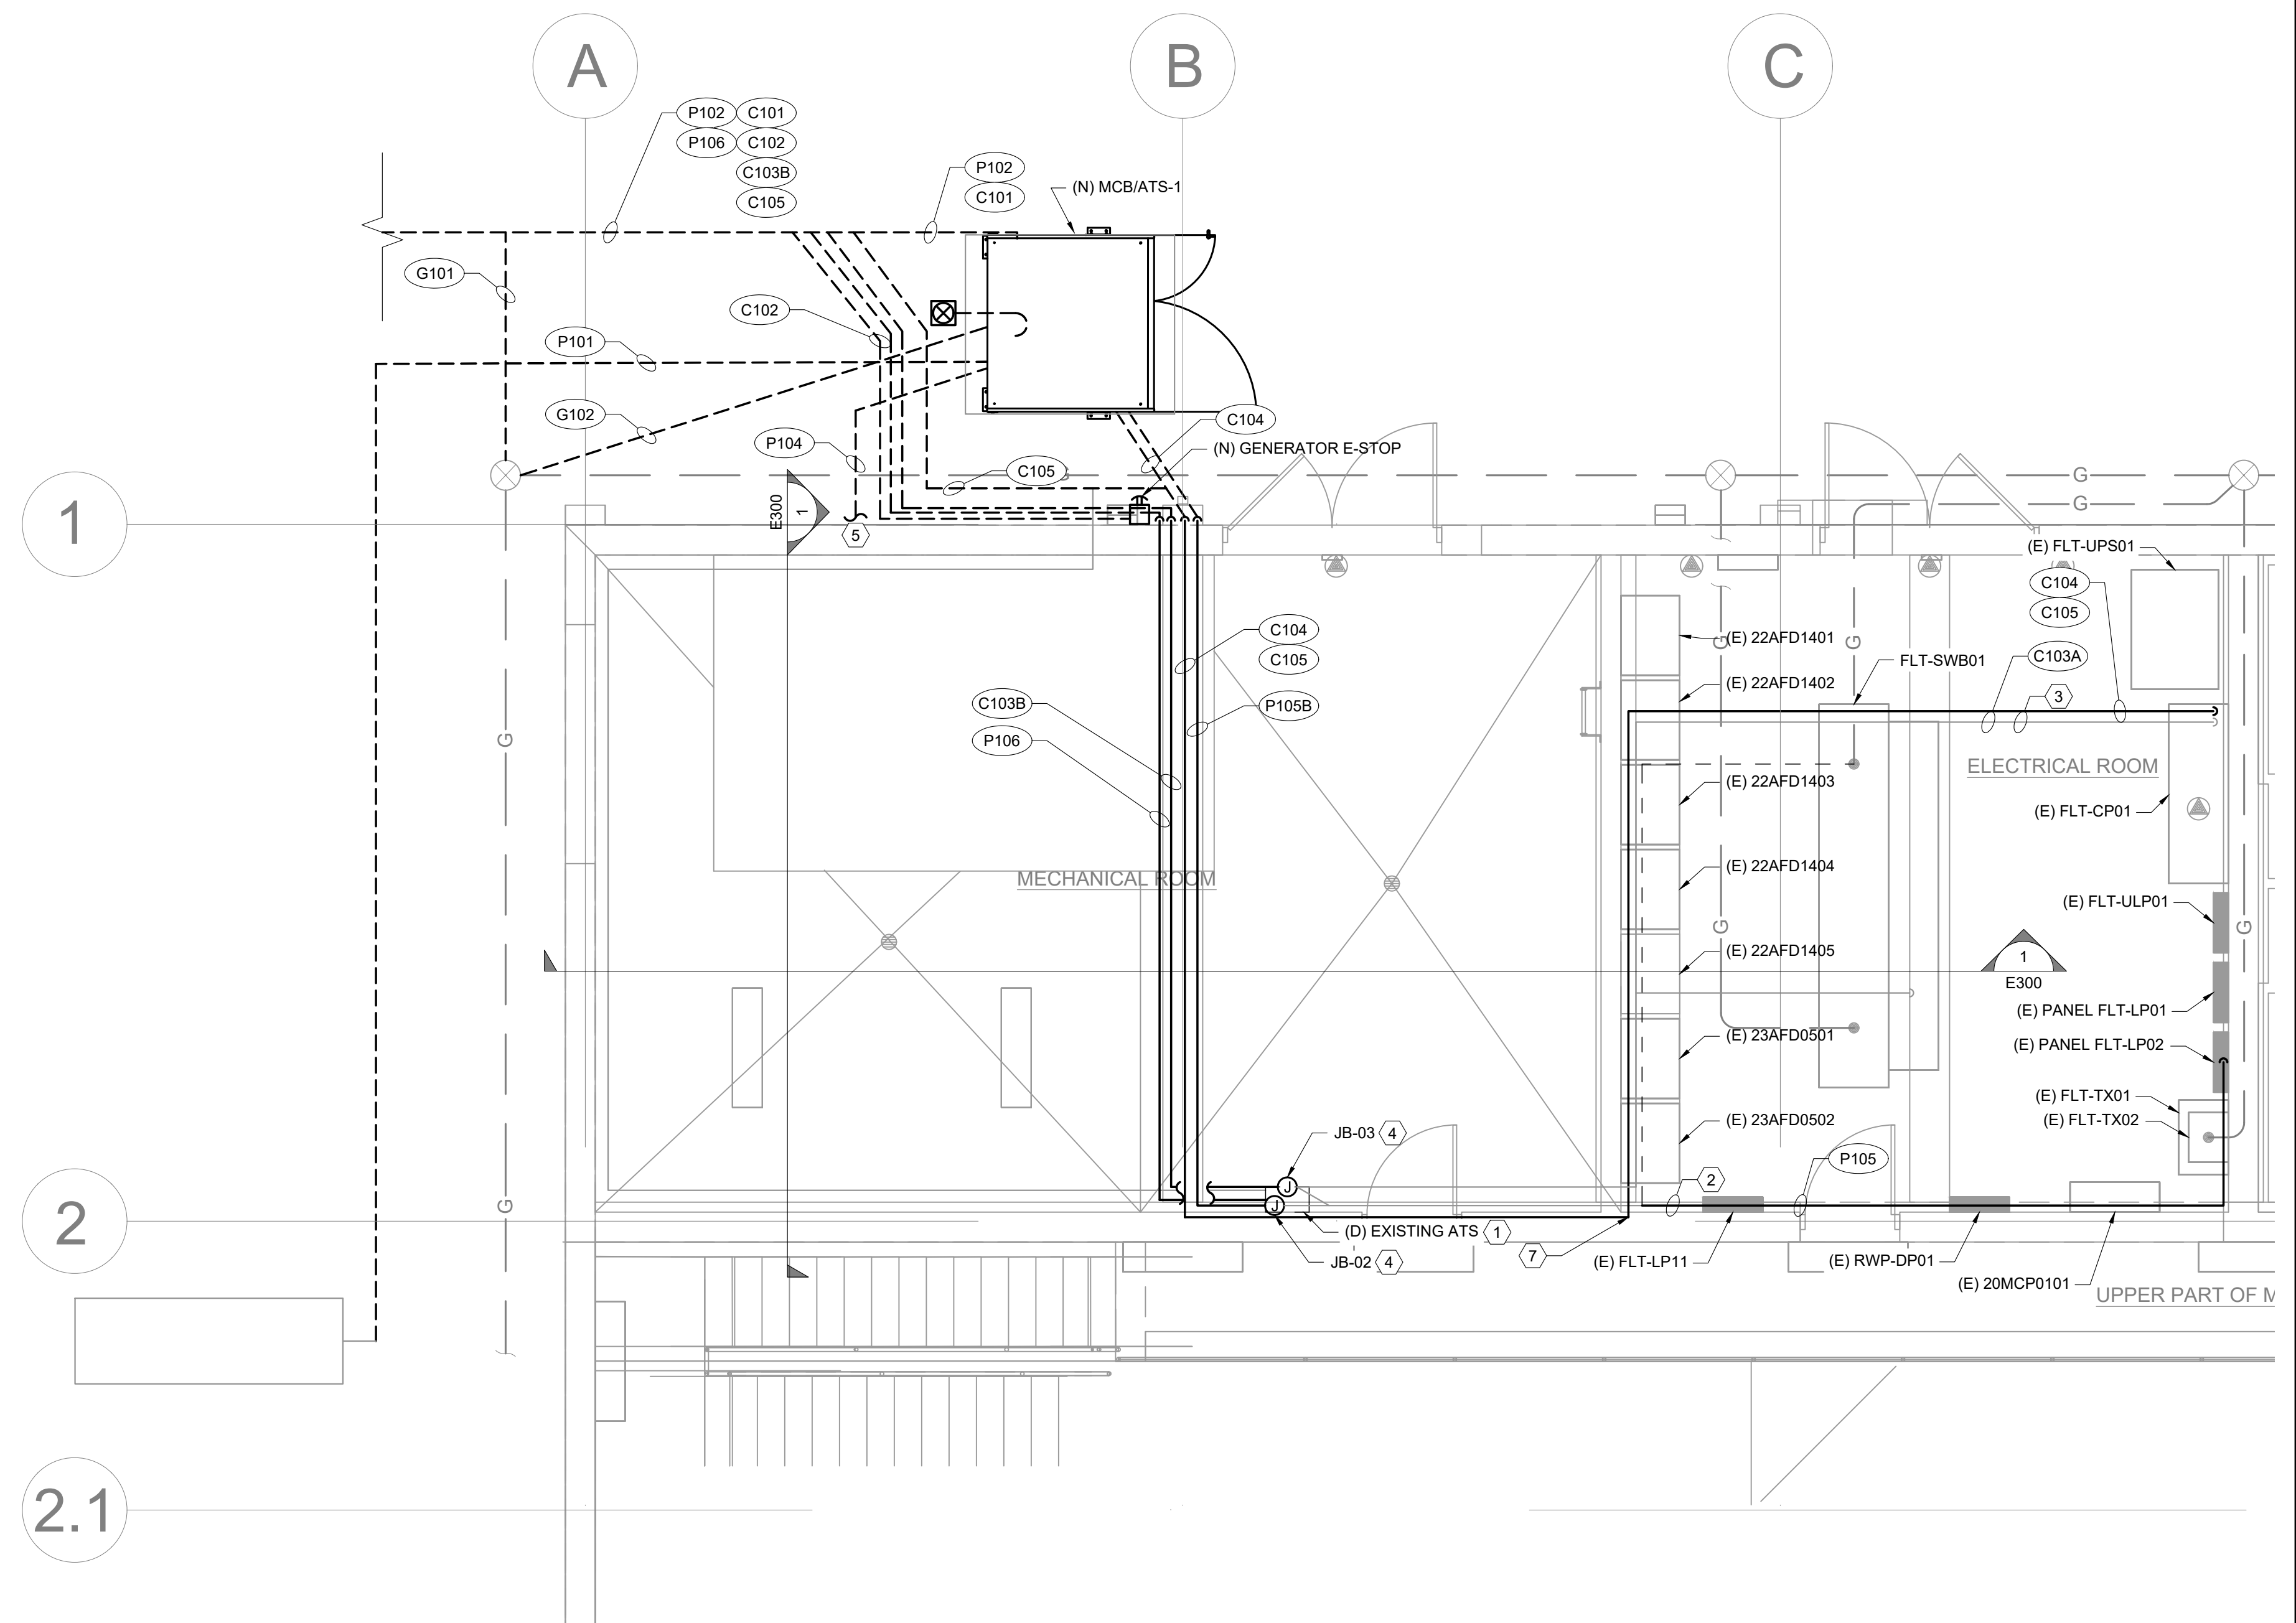 A
B
C
P102 C101
P106 C102
C103B
C105
P102
C101
(N) MCB/ATS-1
G101
C102
P101
G102
P104
C104
(N) GENERATOR E-STOP
C105
G
G
1
E300
1
5
(E) FLT-UPS01
C104
C105
C104
C105
(E) 22AFD1401
G
G
FLT-SWB01
C103A
(E) 22AFD1402
3
C103B
P105B
P106
G
ELECTRICAL ROOM
(E) 22AFD1403
(E) FLT-CP01
(E) 22AFD1404
MECHANICAL ROOM
(E) FLT-ULP01
G
G
(E) 22AFD1405
1
E300
(E) PANEL FLT-LP01
(E) 23AFD0501
(E) PANEL FLT-LP02
(E) FLT-TX01
(E) 23AFD0502
(E) FLT-TX02
JB-03 4
P105
2
J
J
G
2
(D) EXISTING ATS 1
JB-02 4
7
(E) FLT-LP11
(E) RWP-DP01
(E) 20MCP0101
UPPER PART OF M
2.1